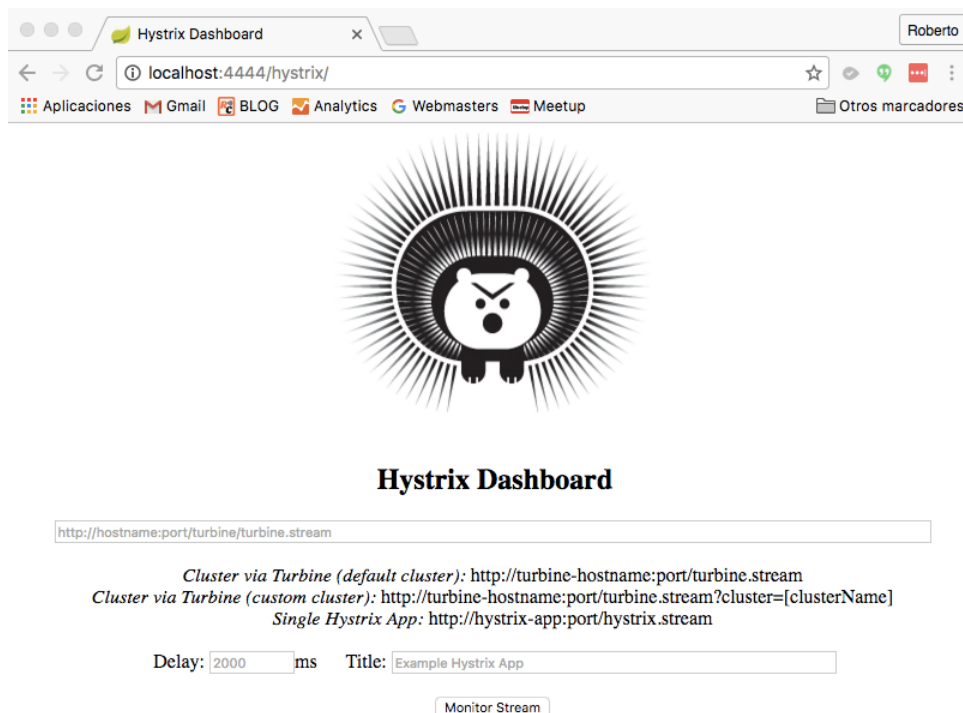 Hystrix Dashboard
Roberto
localhost:4444/hystrix/
Aplicaciones Gmail BLOG Analytics Webmasters Meetup Otros marcadores
Hystrix Dashboard
http://hostname:port/turbine/turbine.stream
Cluster via Turbine (default cluster): http://turbine-hostname:port/turbine.stream
Cluster via Turbine (custom cluster): http://turbine-hostname:port/turbine.stream?cluster=[clusterName]
Single Hystrix App: http://hystrix-app:port/hystrix.stream
Delay: 2000 ms Title: Example Hystrix App
Monitor Stream